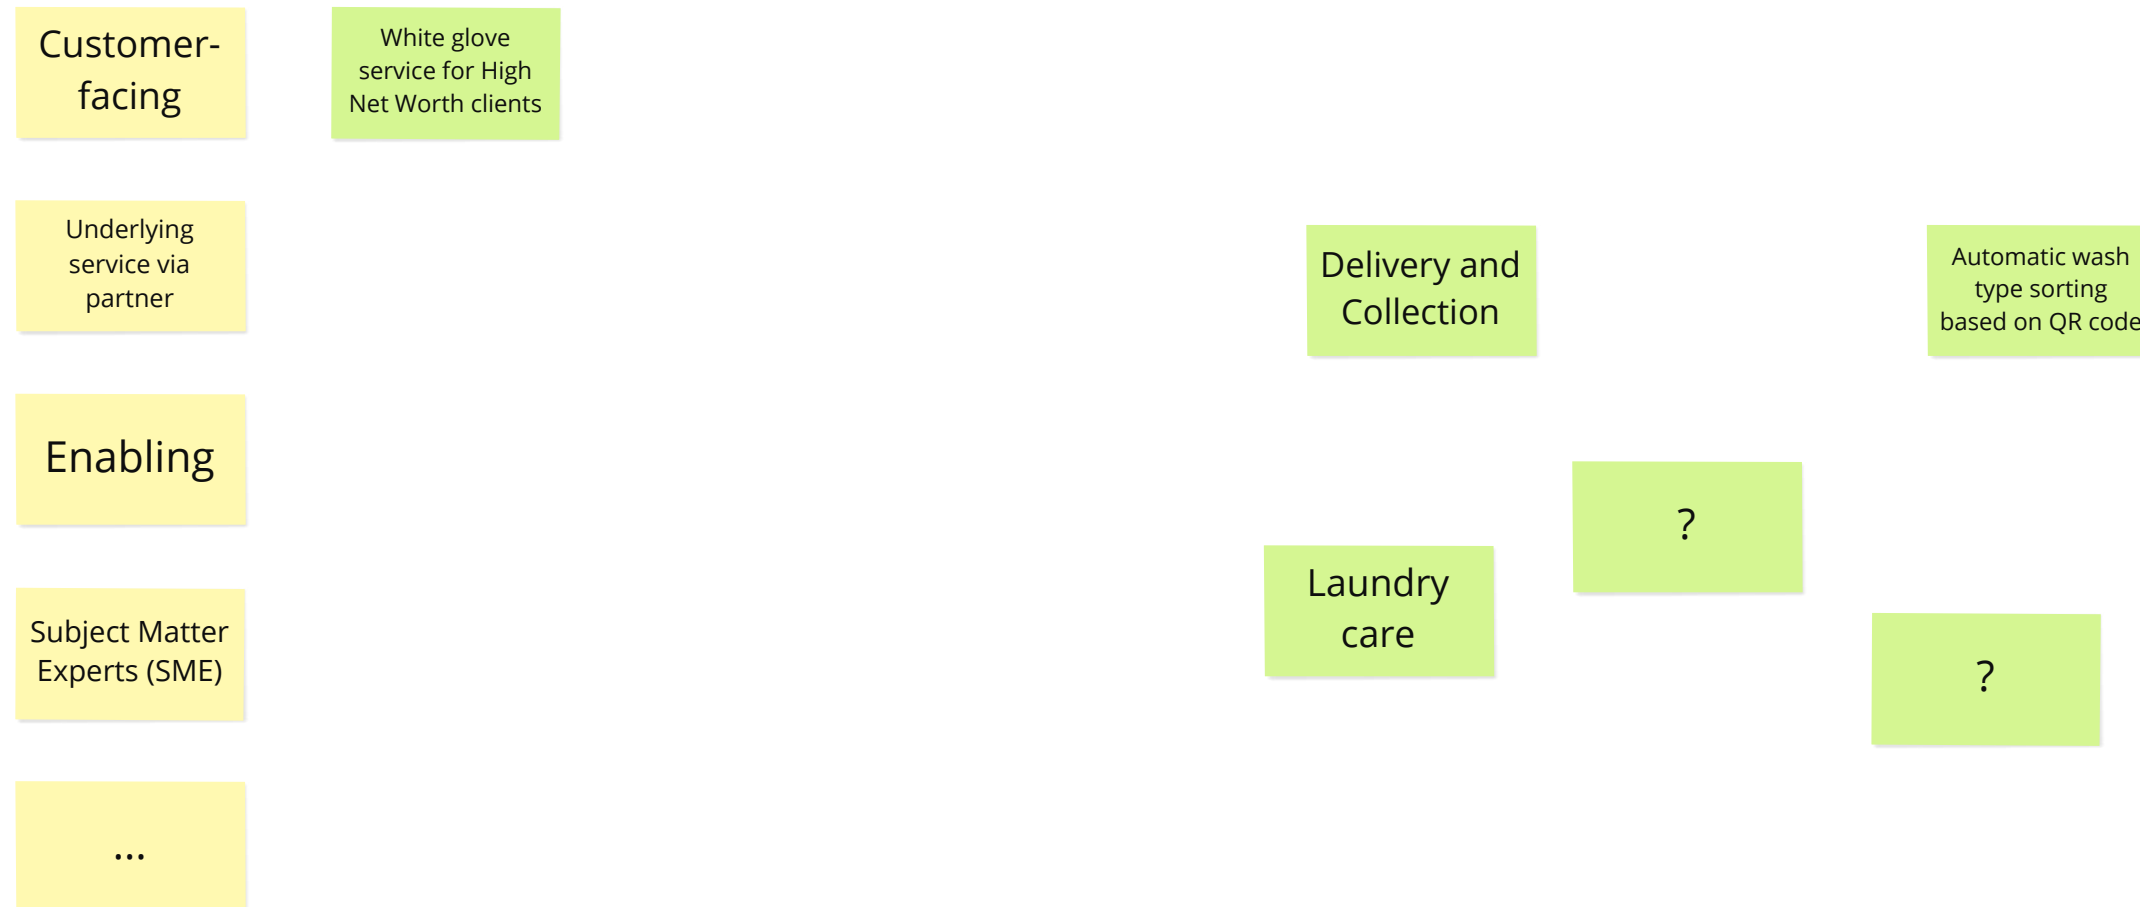 Customer-
facing
White glove
service for High
Net Worth clients
Underlying
service via
partner
Delivery and
Collection
Automatic wash
type sorting
based on QR code
Enabling
?
Laundry
care
Subject Matter
Experts (SME)
?
...